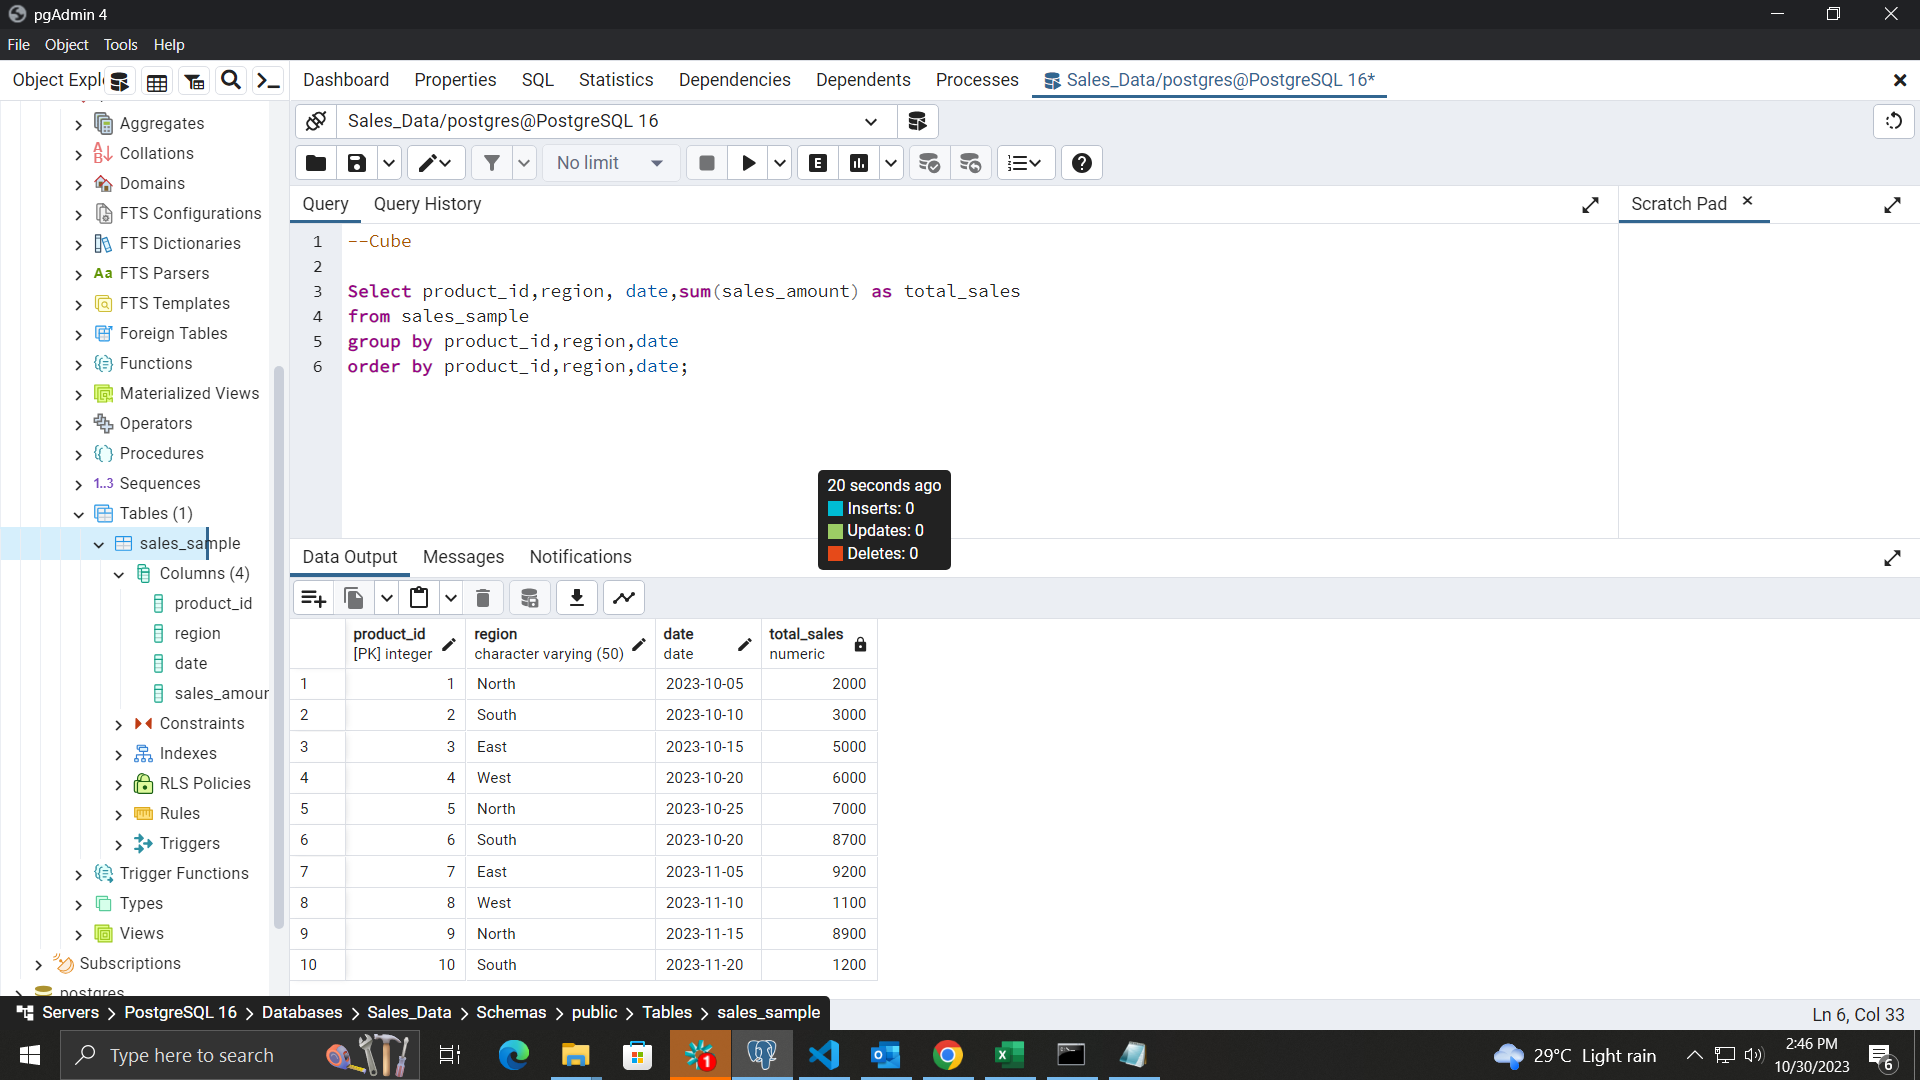 pgAdmin 4
File Object Tools Help
Object Expl
Dashboard Properties SQL Statistics Dependencies Dependents Processes Sales_Data/postgres@PostgreSQL 16*
Sales_Data/postgres@PostgreSQL 16
No limit
Query Query History
Scratch Pad
1 --Cube
2
3 Select product_id,region, date,sum(sales_amount) as total_sales
4 from sales_sample
5 group by product_id,region,date
6 order by product_id,region,date;
Aggregates
Collations
Domains
FTS Configurations
FTS Dictionaries
Aa FTS Parsers
FTS Templates
Foreign Tables
Functions
Materialized Views
Operators
Procedures
1..3 Sequences
Tables (1)
sales_sample
Columns (4)
product_id
region
date
sales_amour
Constraints
Indexes
RLS Policies
Rules
Triggers
Trigger Functions
Types
Views
Subscriptions
postgres
20 seconds ago
Inserts: 0
Updates: 0
Deletes: 0
Data Output Messages Notifications
product_id region date total_sales
[PK] integer character varying (50) date numeric
1 1 North 2023-10-05 2000
2 2 South 2023-10-10 3000
3 3 East 2023-10-15 5000
4 4 West 2023-10-20 6000
5 5 North 2023-10-25 7000
6 6 South 2023-10-20 8700
7 7 East 2023-11-05 9200
8 8 West 2023-11-10 1100
9 9 North 2023-11-15 8900
10 10 South 2023-11-20 1200
Servers > PostgreSQL 16 > Databases > Sales_Data > Schemas > public > Tables > sales_sample
Ln 6, Col 33
Type here to search
1
29°C Light rain
2:46 PM
10/30/2023
6